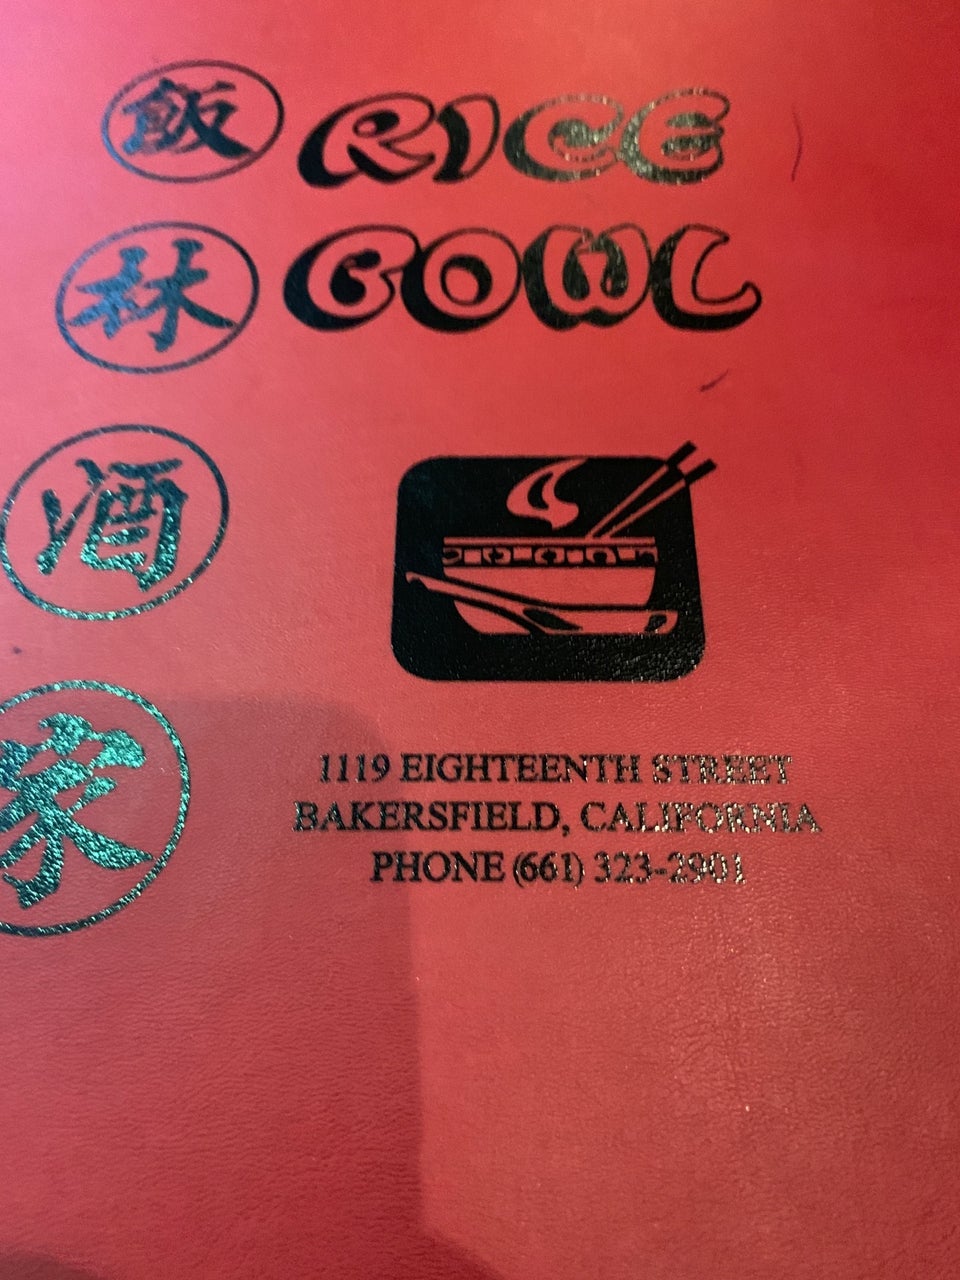 飯
林
酒
家
RICE
BOWL
1119 EIGHTEENTH STREET
BAKERSFIELD, CALIFORNIA
PHONE (661) 323-2901